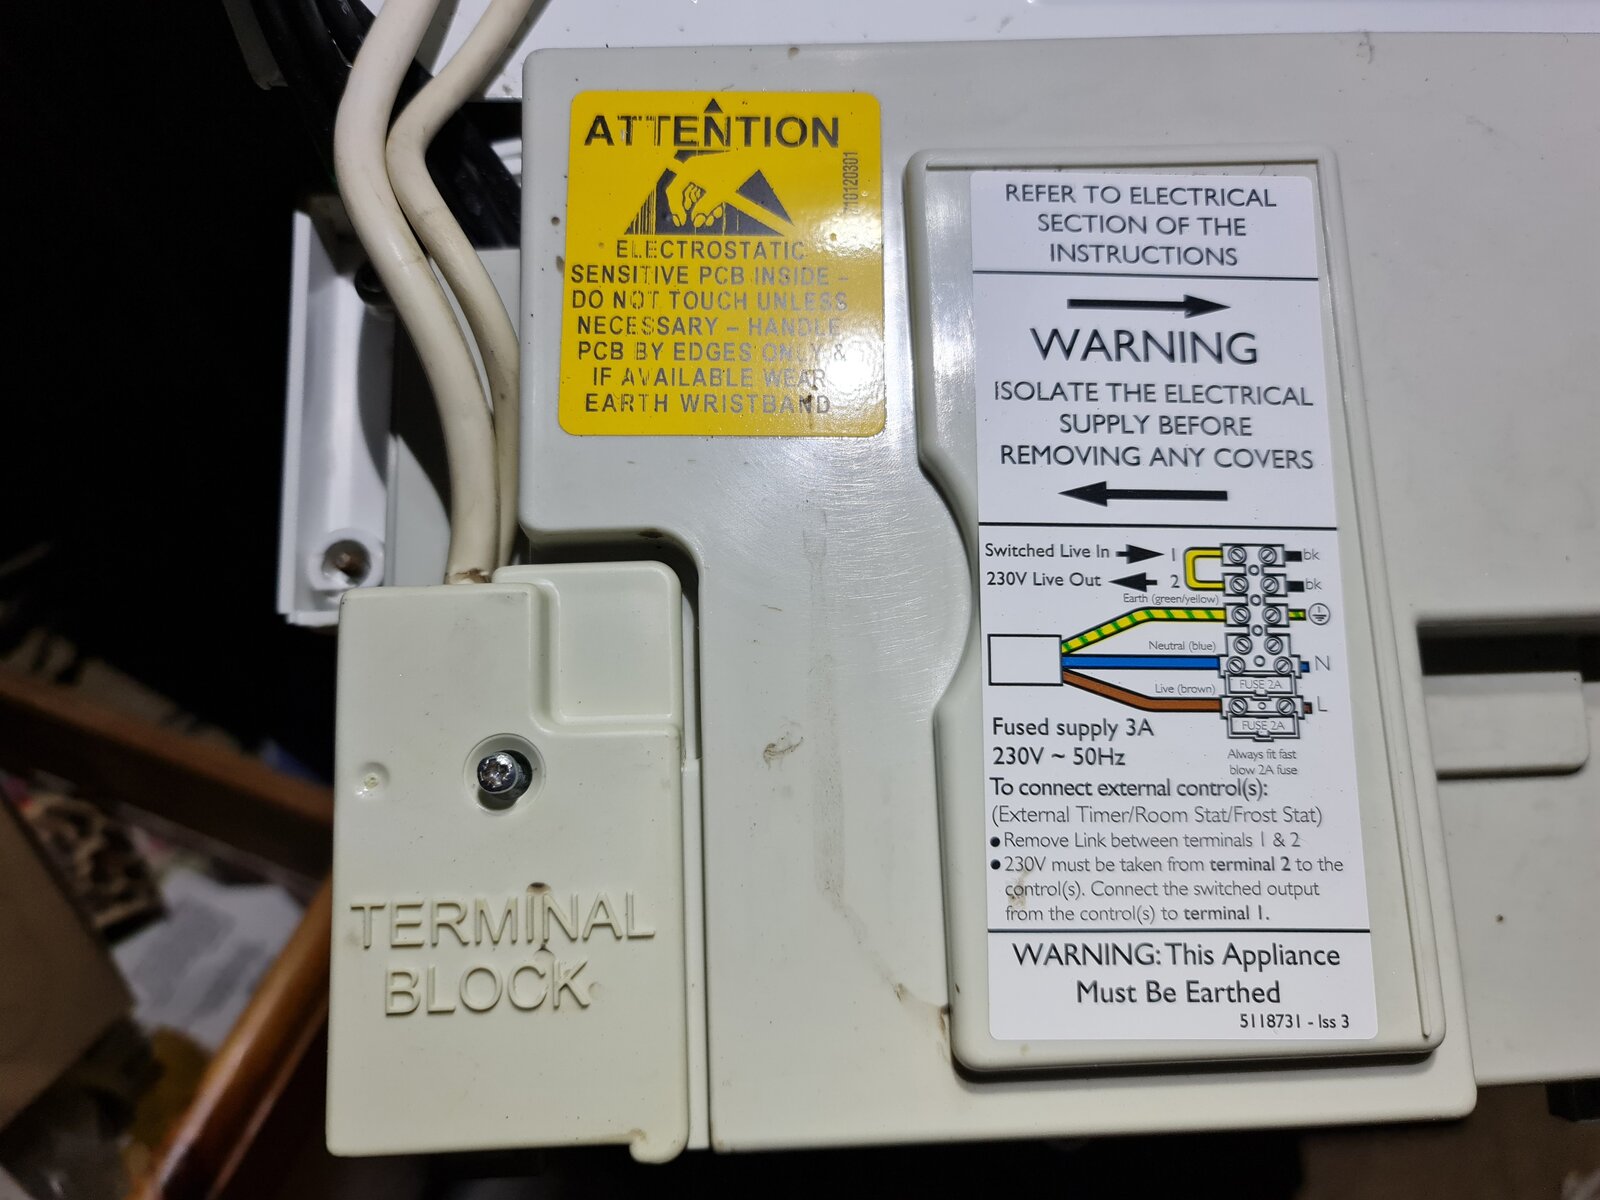 ATTENTION
7110120301
ELECTROSTATIC
SENSITIVE PCB INSIDE -
DO NOT TOUCH UNLESS
NECESSARY - HANDLE
PCB BY EDGES ONLY &
IF AVAILABLE WEAR
EARTH WRISTBAND
TERMINAL
BLOCK
REFER TO ELECTRICAL
SECTION OF THE
INSTRUCTIONS
WARNING
ISOLATE THE ELECTRICAL
SUPPLY BEFORE
REMOVING ANY COVERS
Switched Live In 1 bk
230V Live Out 2 bk
Earth (green/yellow)
Neutral (blue) N
FUSE 2A
Live (brown) L
FUSE 2A
Fused supply 3A
230V ~ 50Hz
Always fit fast
blow 2A fuse
To connect external control(s):
(External Timer/Room Stat/Frost Stat)
• Remove Link between terminals 1 & 2
• 230V must be taken from terminal 2 to the
control(s). Connect the switched output
from the control(s) to terminal 1.
WARNING: This Appliance
Must Be Earthed
5118731 - Iss 3